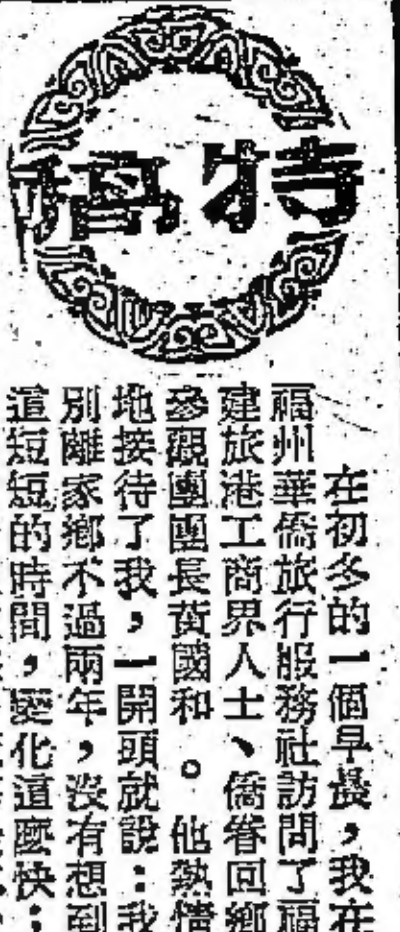 特稿
在初冬的一個早晨，我在
福州華僑旅行服務社訪問了福
建旅港工商界人士、僑眷回鄉
參觀團團長黃國和。他熱情
地接待了我，一開頭就說：我
別離家鄉不過兩年，沒有想到
這短短的時間，變化這麼快；